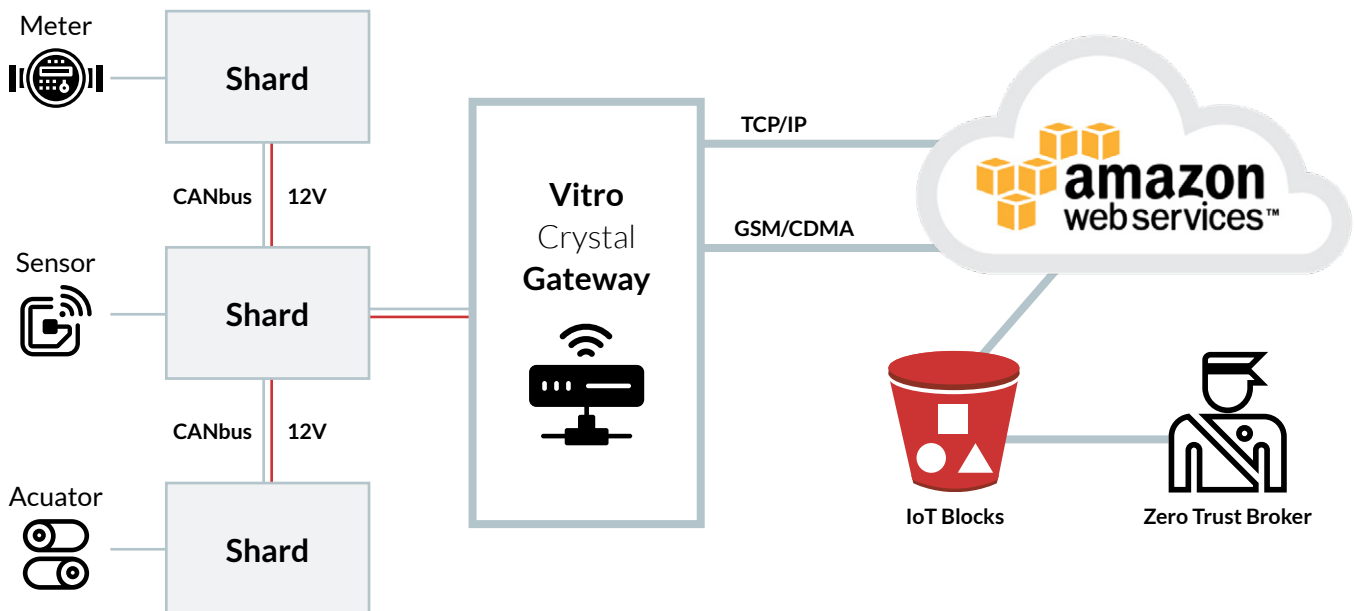 Meter
Shard
CANbus
12V
Sensor
Shard
CANbus
12V
Acuator
Shard
Vitro
Crystal
Gateway
TCP/IP
GSM/CDMA
amazon
web services™
IoT Blocks
Zero Trust Broker